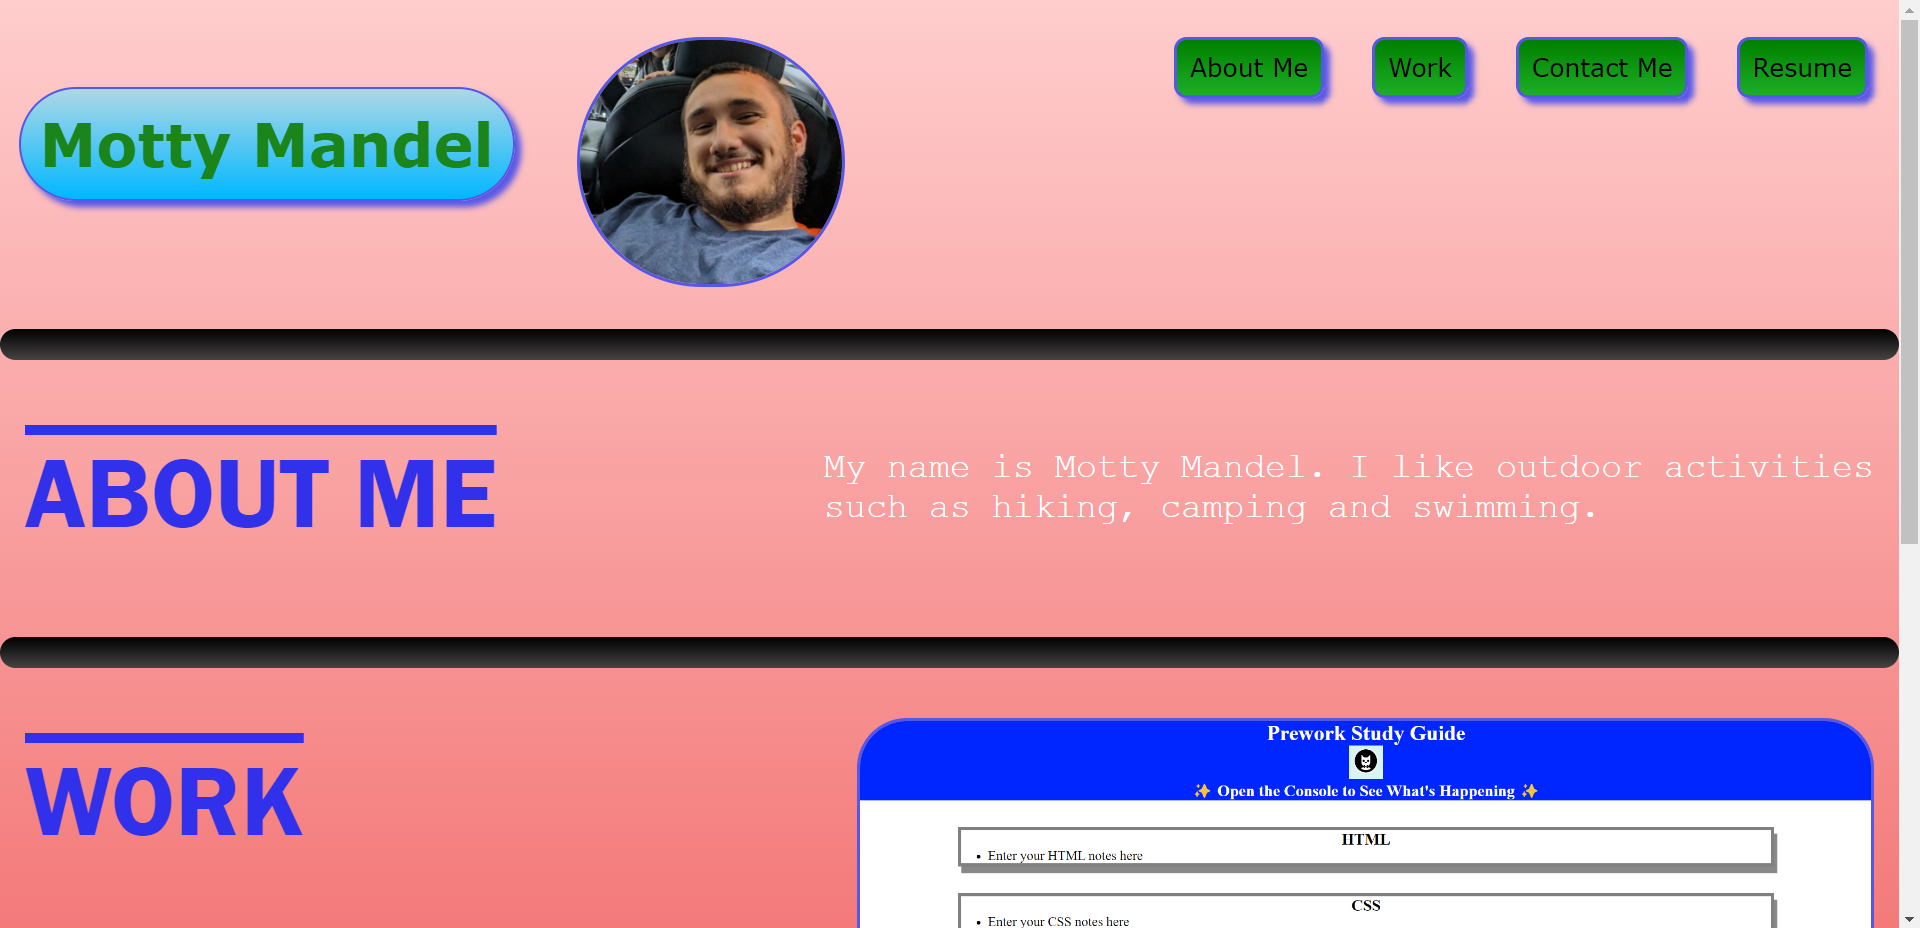 Motty Mandel
About Me
Work
Contact Me
Resume
ABOUT ME
My name is Motty Mandel. I like outdoor activities
such as hiking, camping and swimming.
WORK
Prework Study Guide
✨ Open the Console to See What's Happening ✨
HTML
• Enter your HTML notes here
CSS
• Enter your CSS notes here